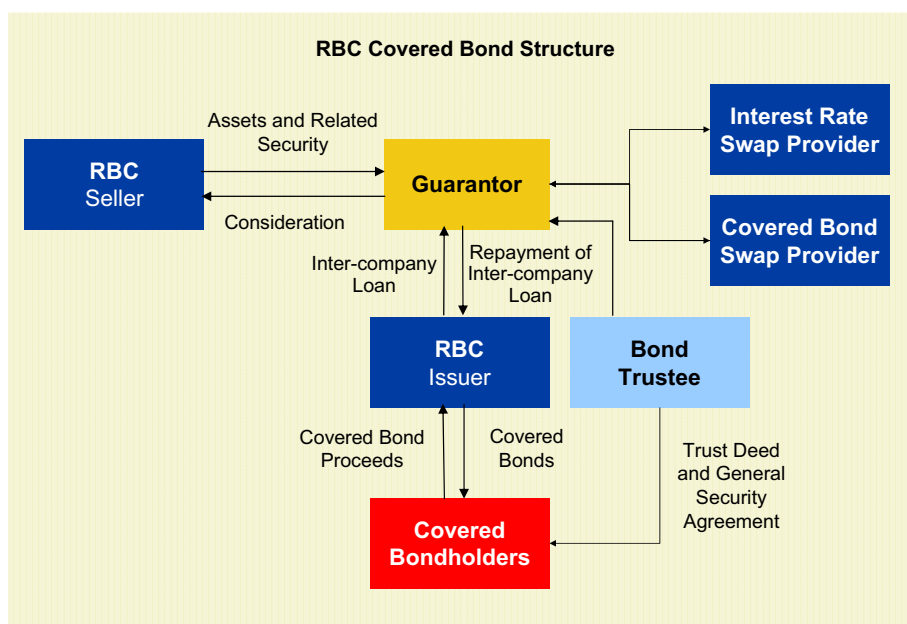 RBC Covered Bond Structure
Assets and Related
Security
RBC
Seller
Consideration
Guarantor
Interest Rate
Swap Provider
Covered Bond
Swap Provider
Inter-company
Loan
Repayment of
Inter-company
Loan
RBC
Issuer
Bond
Trustee
Covered Bond
Proceeds
Covered
Bonds
Trust Deed
and General
Security
Agreement
Covered
Bondholders